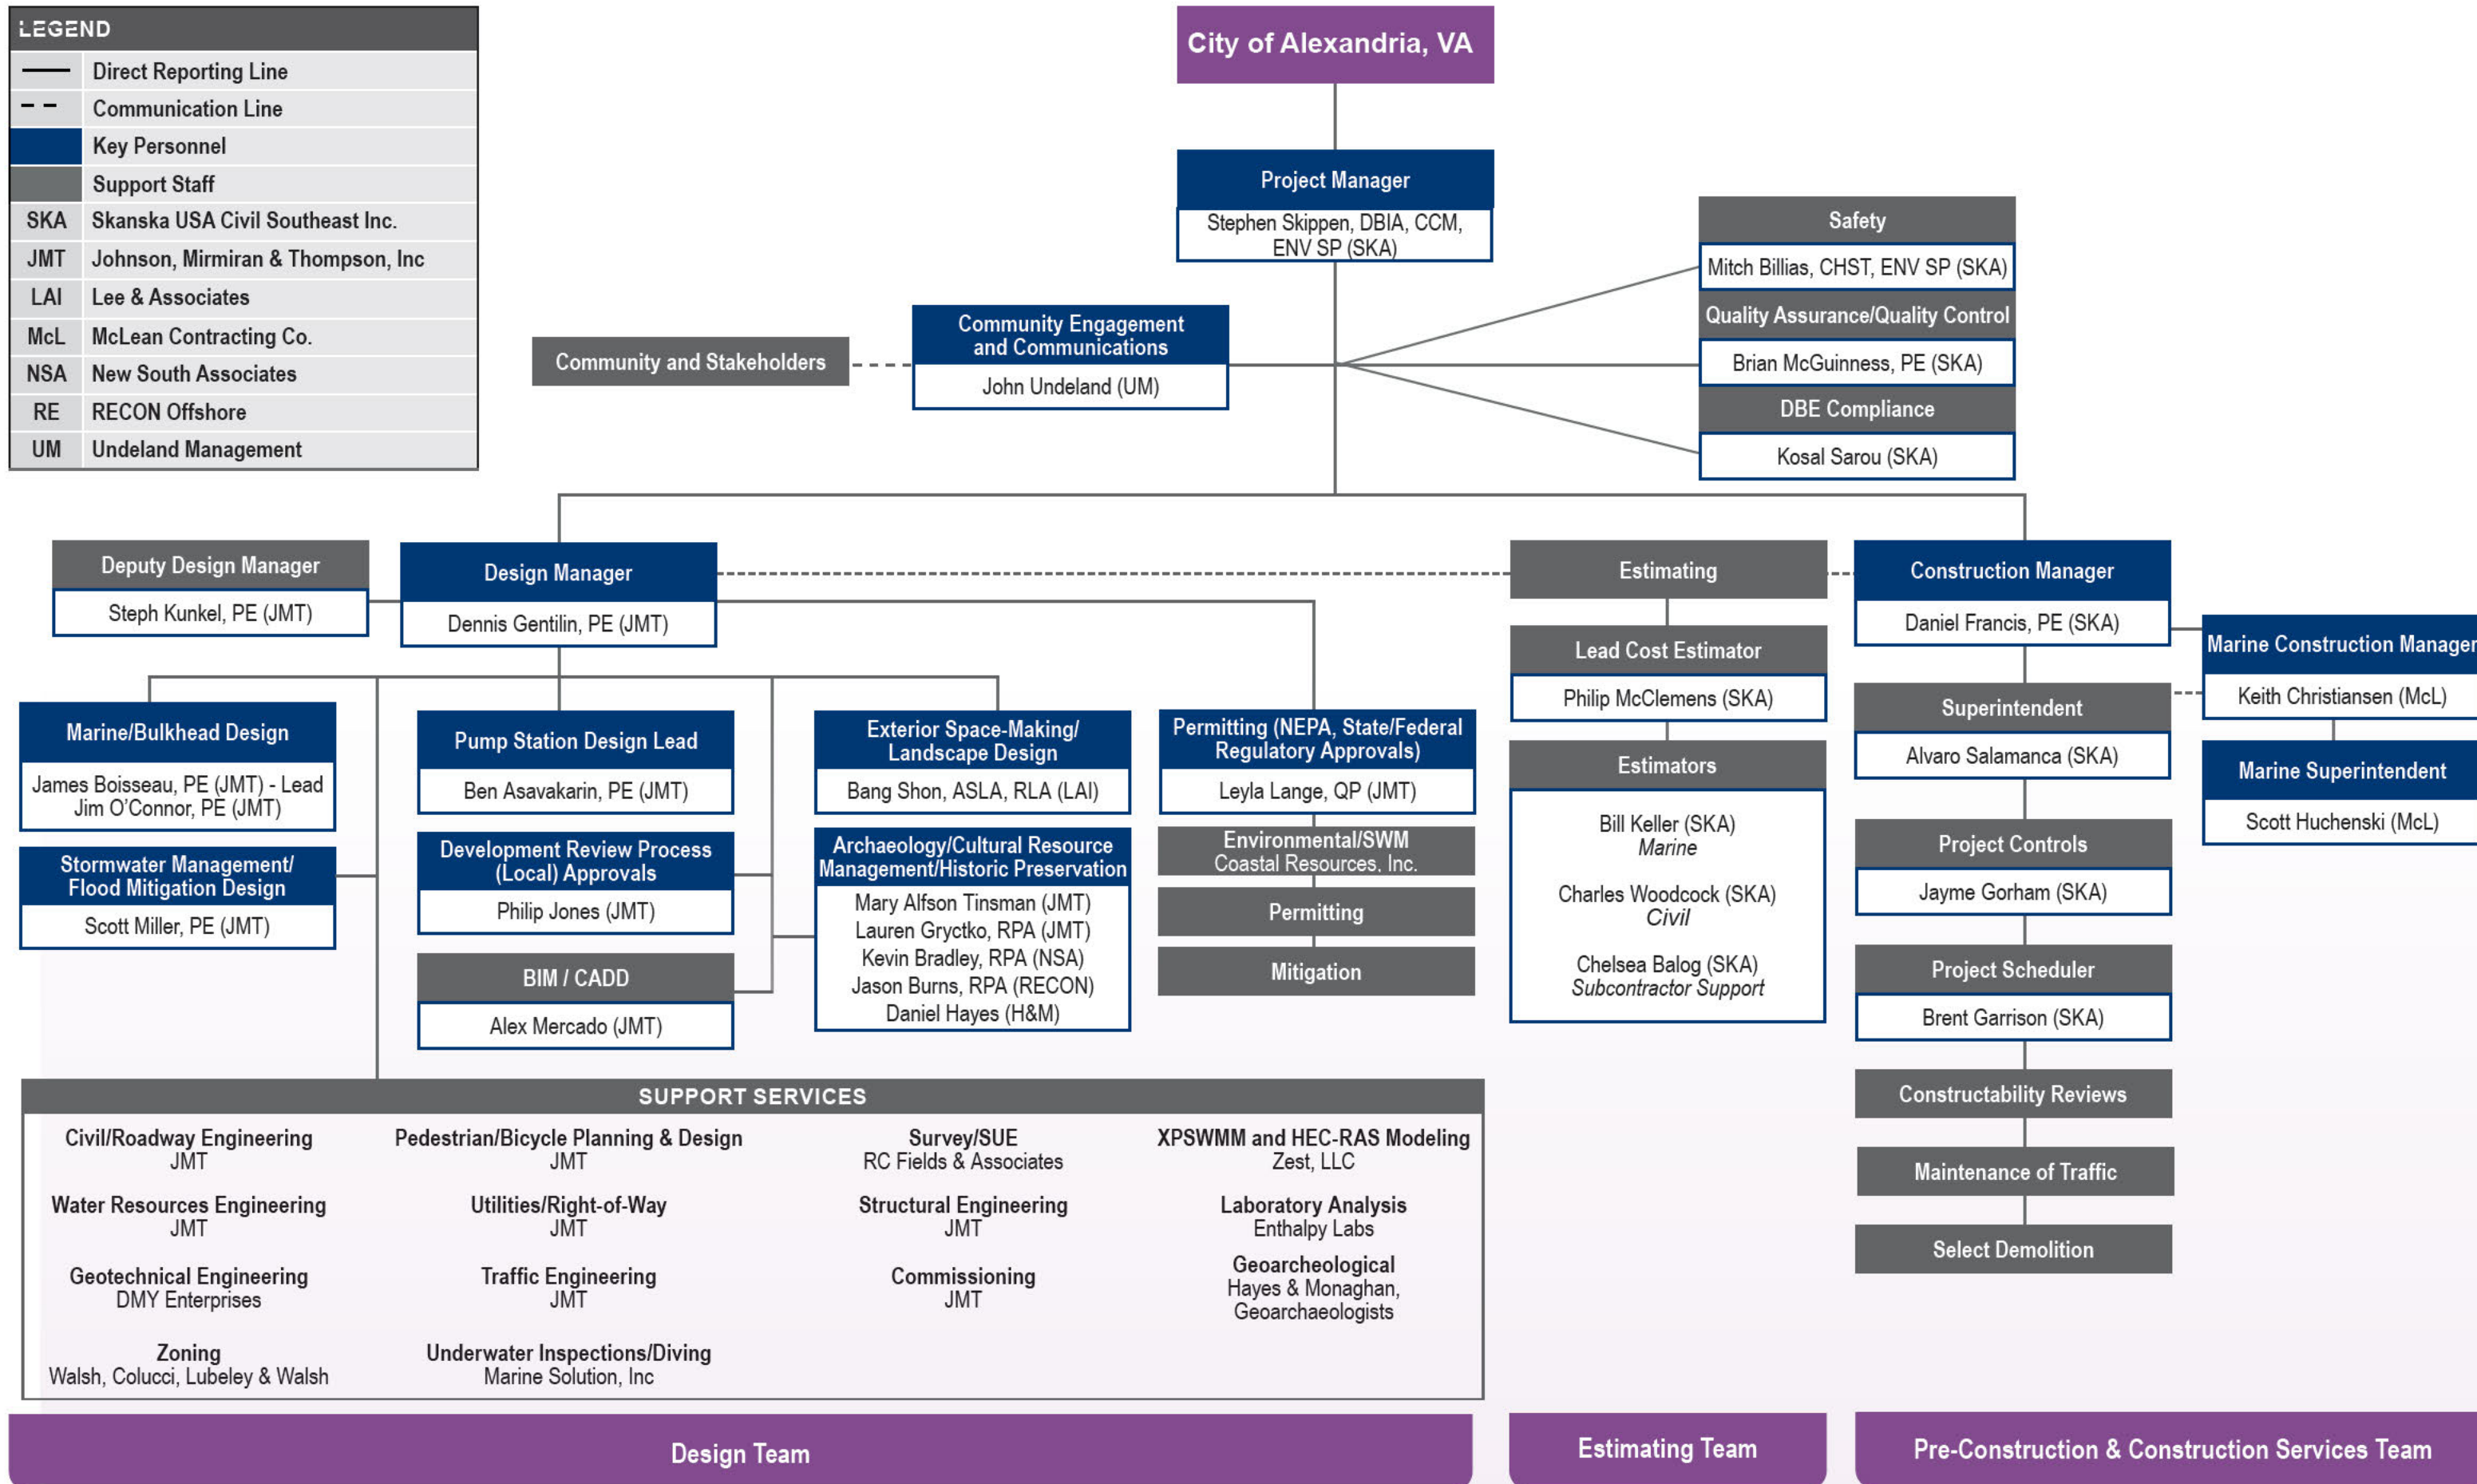 LEGEND
Direct Reporting Line
Communication Line
Key Personnel
Support Staff
SKA Skanska USA Civil Southeast Inc.
JMT Johnson, Mirmiran & Thompson, Inc
LAI Lee & Associates
McL McLean Contracting Co.
NSA New South Associates
RE RECON Offshore
UM Undeland Management
City of Alexandria, VA
Project Manager
Stephen Skippen, DBIA, CCM,
ENV SP (SKA)
Safety
Mitch Billias, CHST, ENV SP (SKA)
Quality Assurance/Quality Control
Brian McGuinness, PE (SKA)
DBE Compliance
Kosal Sarou (SKA)
Community Engagement
and Communications
John Undeland (UM)
Community and Stakeholders
Deputy Design Manager
Steph Kunkel, PE (JMT)
Design Manager
Dennis Gentilin, PE (JMT)
Marine/Bulkhead Design
James Boisseau, PE (JMT) - Lead
Jim O’Connor, PE (JMT)
Stormwater Management/
Flood Mitigation Design
Scott Miller, PE (JMT)
Pump Station Design Lead
Ben Asavakarin, PE (JMT)
Development Review Process
(Local) Approvals
Philip Jones (JMT)
BIM / CADD
Alex Mercado (JMT)
Exterior Space-Making/
Landscape Design
Bang Shon, ASLA, RLA (LAI)
Archaeology/Cultural Resource
Management/Historic Preservation
Mary Alfson Tinsman (JMT)
Lauren Gryctko, RPA (JMT)
Kevin Bradley, RPA (NSA)
Jason Burns, RPA (RECON)
Daniel Hayes (H&M)
Permitting (NEPA, State/Federal
Regulatory Approvals)
Leyla Lange, QP (JMT)
Environmental/SWM
Coastal Resources, Inc.
Permitting
Mitigation
Estimating
Lead Cost Estimator
Philip McClemens (SKA)
Estimators
Bill Keller (SKA)
Marine
Charles Woodcock (SKA)
Civil
Chelsea Balog (SKA)
Subcontractor Support
Construction Manager
Daniel Francis, PE (SKA)
Superintendent
Alvaro Salamanca (SKA)
Project Controls
Jayme Gorham (SKA)
Project Scheduler
Brent Garrison (SKA)
Constructability Reviews
Maintenance of Traffic
Select Demolition
Marine Construction Manager
Keith Christiansen (McL)
Marine Superintendent
Scott Huchenski (McL)
SUPPORT SERVICES
Civil/Roadway Engineering
JMT
Pedestrian/Bicycle Planning & Design
JMT
Survey/SUE
RC Fields & Associates
XPSWMM and HEC-RAS Modeling
Zest, LLC
Water Resources Engineering
JMT
Utilities/Right-of-Way
JMT
Structural Engineering
JMT
Laboratory Analysis
Enthalpy Labs
Geotechnical Engineering
DMY Enterprises
Traffic Engineering
JMT
Commissioning
JMT
Geoarcheological
Hayes & Monaghan,
Geoarchaeologists
Zoning
Walsh, Colucci, Lubeley & Walsh
Underwater Inspections/Diving
Marine Solution, Inc
Design Team
Estimating Team
Pre-Construction & Construction Services Team